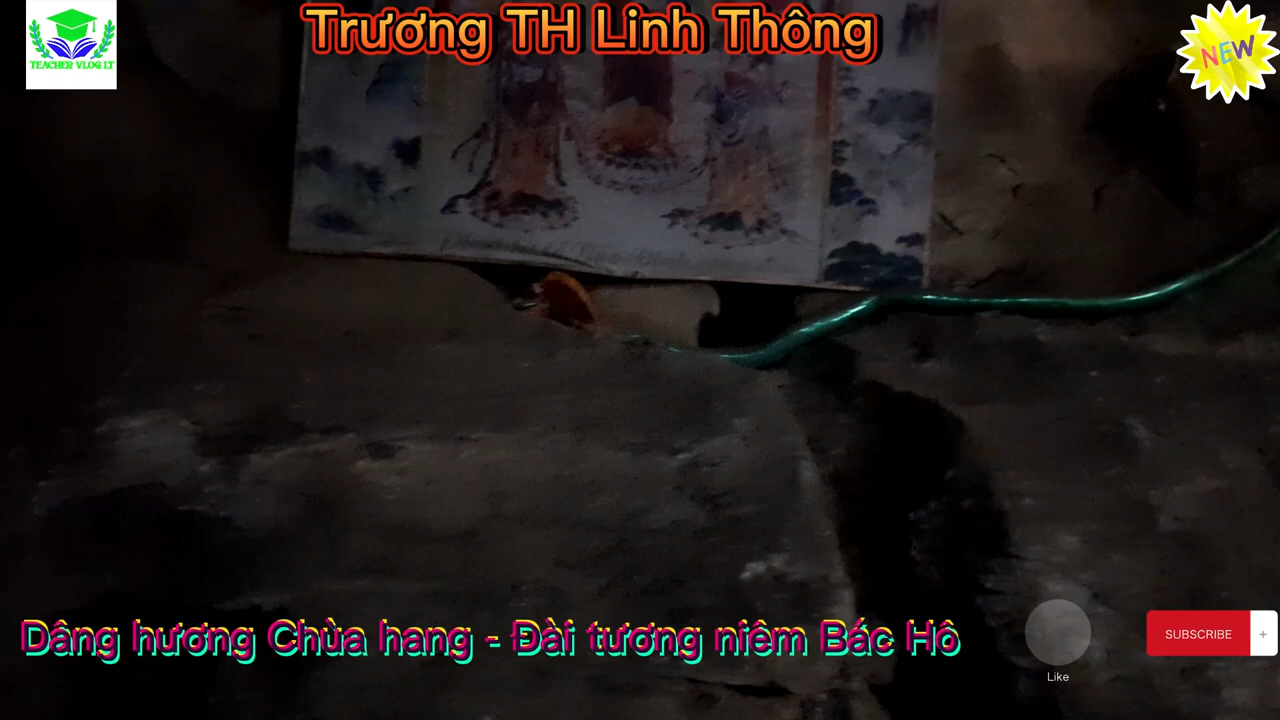 Trương TH Linh Thông
NEW
TEACHER VLOG LT
Dâng hương Chùa hang - Đài tương niêm Bác Hô
SUBSCRIBE +
Like